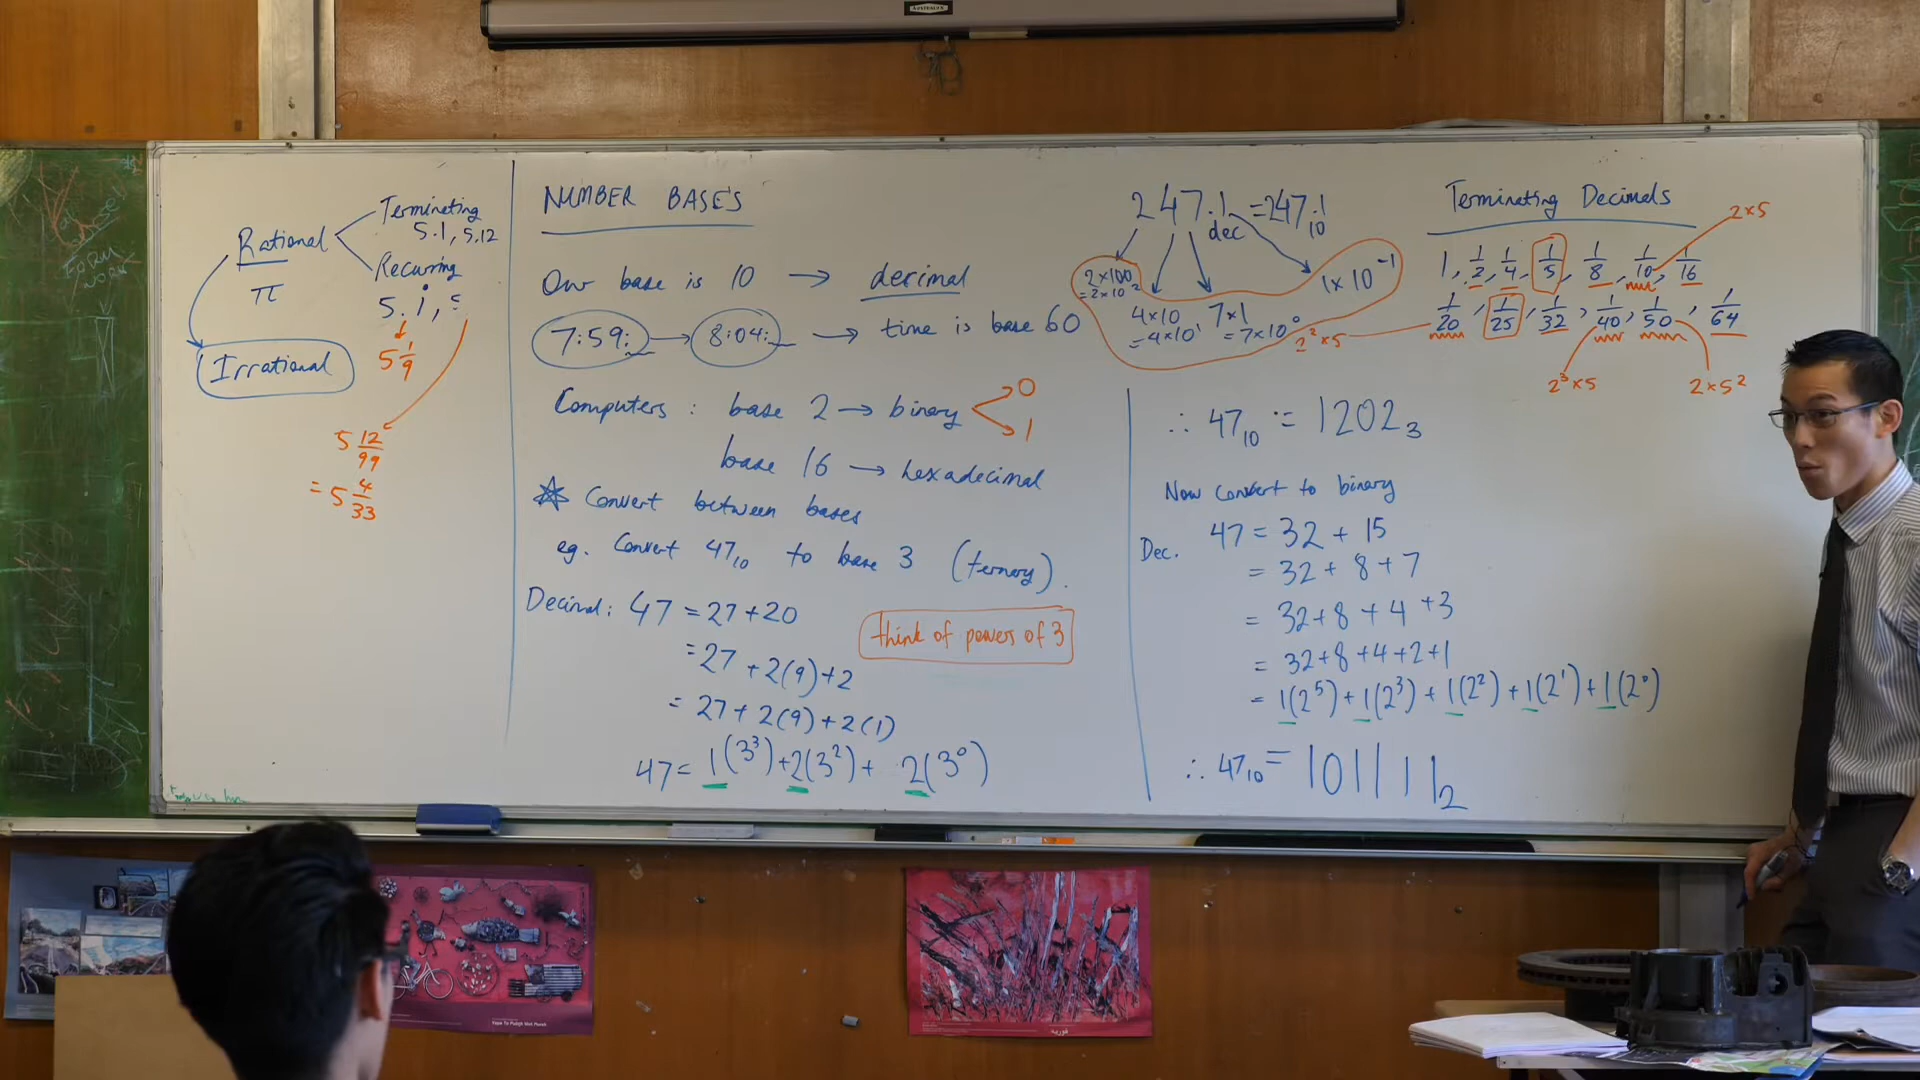 Rational
Terminating
5.1, 5.12
Recurring
π
5.i,
5 1/9
Irrational
5 12/99
= 5 4/33
NUMBER BASES
Our base is 10 → decimal
7:59: → 8:04: → time is base 60
Computers : base 2 → binary
0
1
base 16 → hexadecimal
☆ Convert between bases
eg. Convert 47₁₀ to base 3 (ternary).
Decimal: 47 = 27+20
= 27 + 2(9)+2
= 27 + 2(9) + 2(1)
47 = 1(3³)+2(3²)+ 2(3⁰)
think of powers of 3
247.1 = 247.1₁₀
dec
2×100
= 2×10²
4×10
= 4×10¹
7×1
= 7×10⁰
1×10⁻¹
∴ 47₁₀ = 1202₃
Now convert to binary
Dec. 47 = 32 + 15
= 32 + 8 + 7
= 32+8 + 4 +3
= 32+8+4+2+1
= 1(2⁵)+1(2³)+1(2²)+1(2¹)+1(2⁰)
∴ 47₁₀ = 101111₂
Terminating Decimals
2×5
1, 1/2, 1/4, 1/5, 1/8, 1/10, 1/16
1/20, 1/25, 1/32, 1/40, 1/50, 1/64
2²×5
2³×5
2×5²